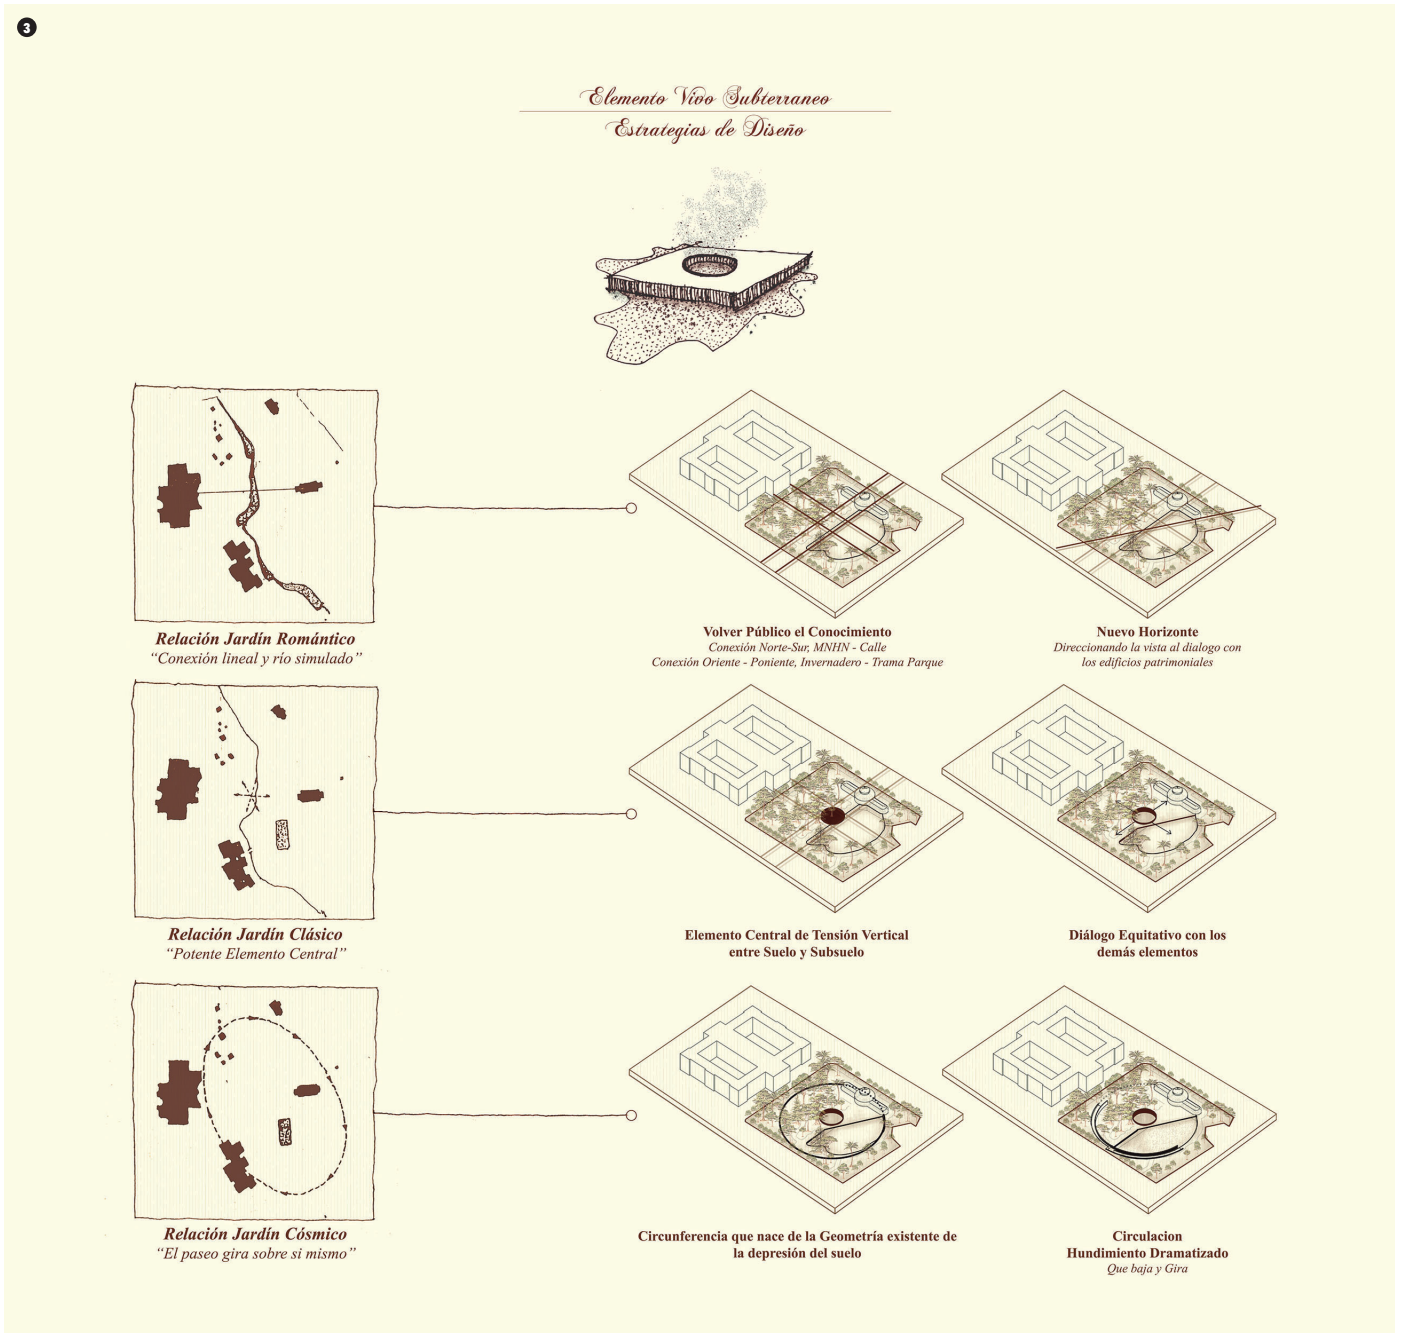 3
Elemento Vivo Subterraneo
Estrategias de Diseño
Relación Jardín Romántico
“Conexión lineal y río simulado”
Volver Público el Conocimiento
Conexión Norte-Sur, MNHN - Calle
Conexión Oriente - Poniente, Invernadero - Trama Parque
Nuevo Horizonte
Direccionando la vista al dialogo con
los edificios patrimoniales
Relación Jardín Clásico
“Potente Elemento Central”
Elemento Central de Tensión Vertical
entre Suelo y Subsuelo
Diálogo Equitativo con los
demás elementos
Relación Jardín Cósmico
“El paseo gira sobre si mismo”
Circunferencia que nace de la Geometría existente de
la depresión del suelo
Circulacion
Hundimiento Dramatizado
Que baja y Gira